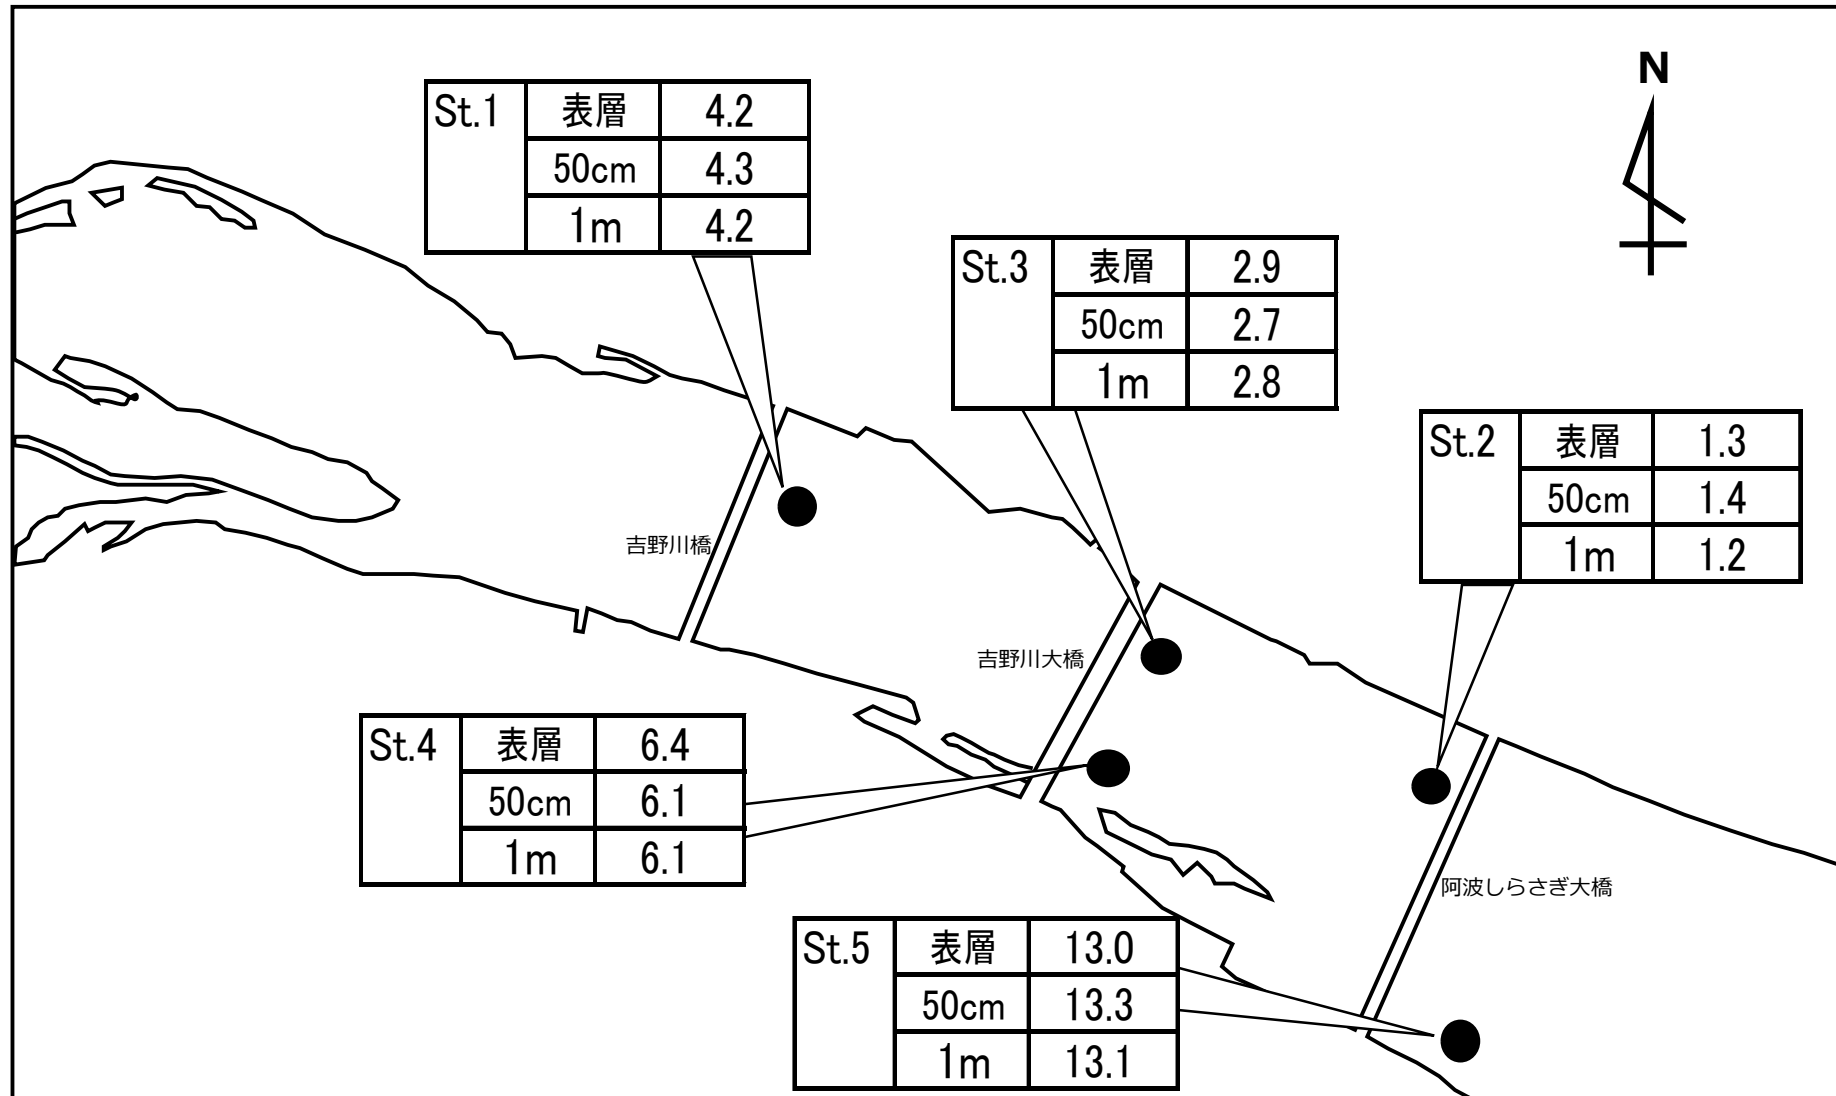 N
St.1 表層 4.2
50cm 4.3
1m 4.2
St.3 表層 2.9
50cm 2.7
1m 2.8
St.2 表層 1.3
50cm 1.4
1m 1.2
吉野川橋
吉野川大橋
St.4 表層 6.4
50cm 6.1
1m 6.1
阿波しらさぎ大橋
St.5 表層 13.0
50cm 13.3
1m 13.1